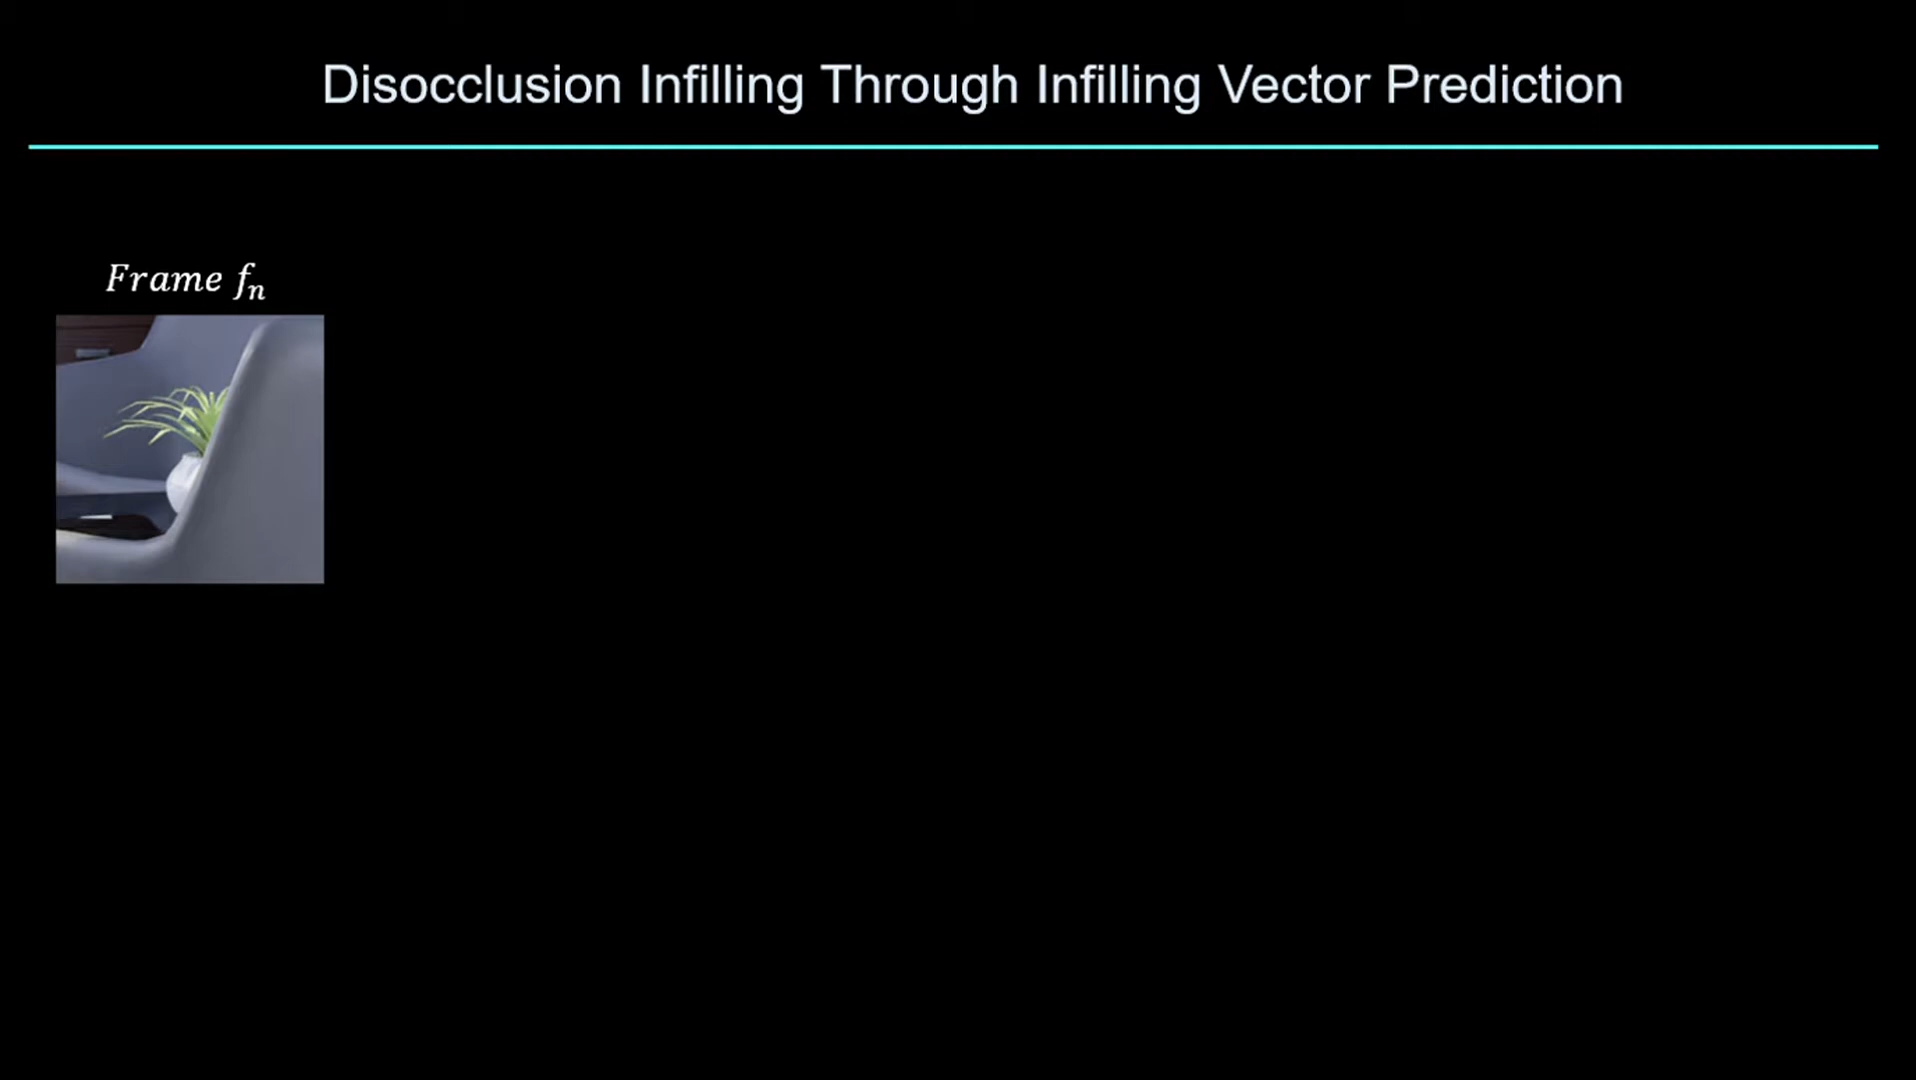 Disocclusion Infilling Through Infilling Vector Prediction
Frame fₙ